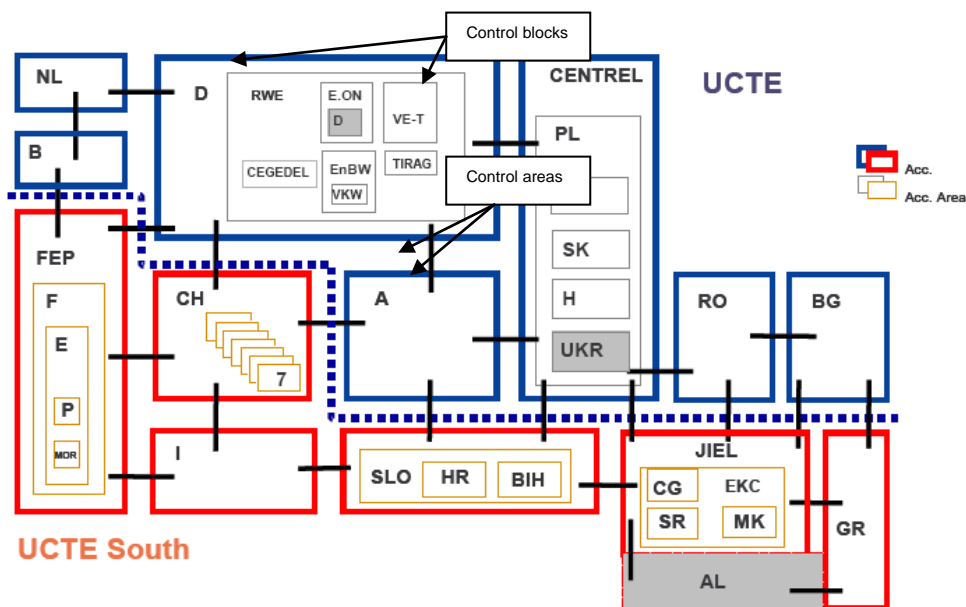 Control blocks
NL
D
RWE
E.ON
D
VE-T
CENTREL
UCTE
PL
B
CEGEDEL
EnBW
VKW
TIRAG
Control areas
Acc.
Acc. Area
FEP
F
E
P
MOR
CH
7
A
SK
H
UKR
RO
BG
I
SLO
HR
BIH
JIEL
CG
EKC
SR
MK
GR
AL
UCTE South